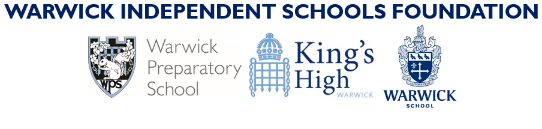 WARWICK INDEPENDENT SCHOOLS FOUNDATION
Warwick
Preparatory
School
wps
King's
High
WARWICK
WARWICK
SCHOOL